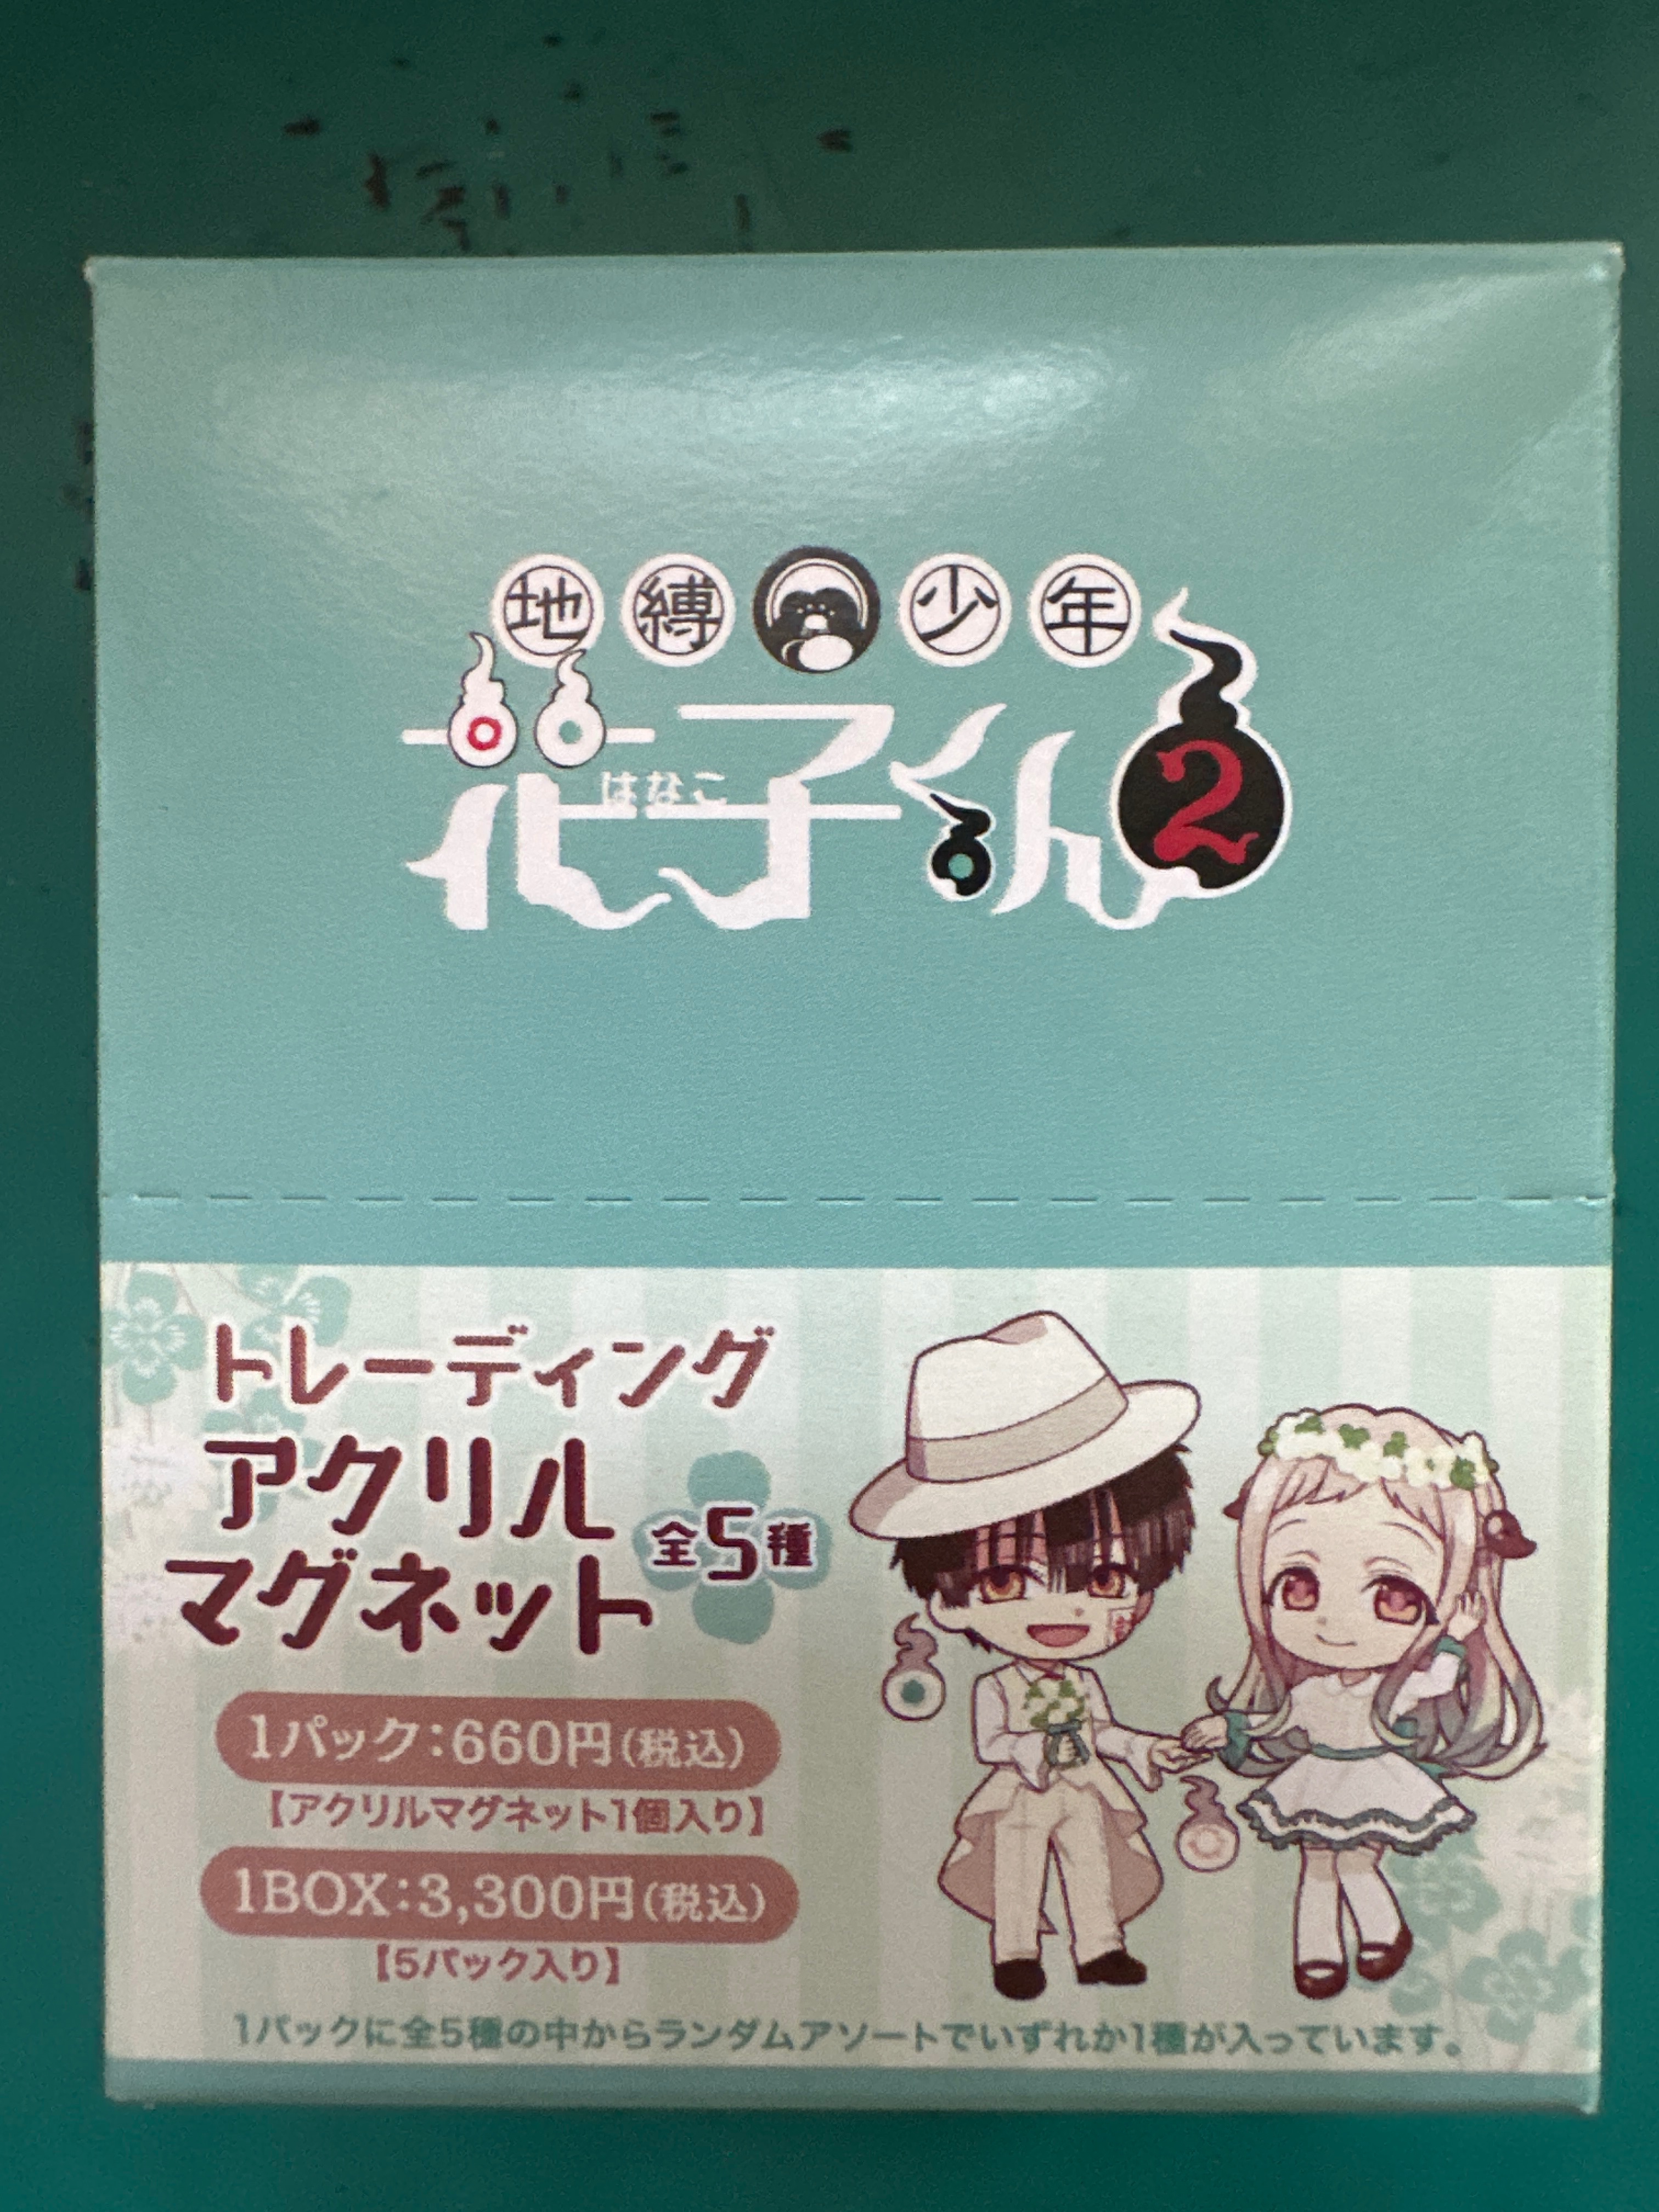 地縛少年
花子くん2
はなこ
トレーディング
アクリル
マグネット
全5種
1パック:660円(税込)
【アクリルマグネット1個入り】
1BOX:3,300円(税込)
【5パック入り】
1パックに全5種の中からランダムアソートでいずれか1種が入っています。